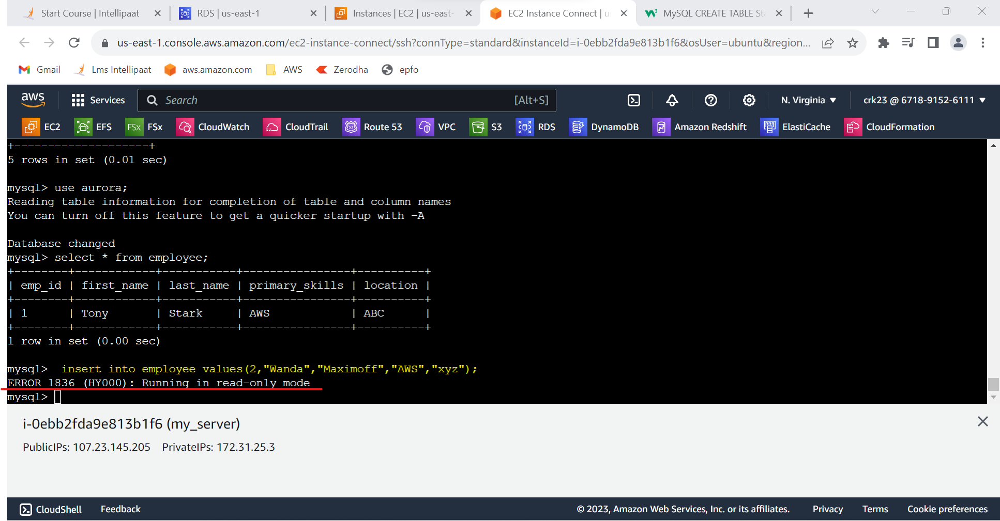 Start Course | Intellipaat
RDS | us-east-1
Instances | EC2 | us-east-
EC2 Instance Connect | u
MySQL CREATE TABLE Sta
us-east-1.console.aws.amazon.com/ec2-instance-connect/ssh?connType=standard&instanceId=i-0ebb2fda9e813b1f6&osUser=ubuntu&region...
Gmail
Lms Intellipaat
aws.amazon.com
AWS
Zerodha
epfo
aws
Services
Search
[Alt+S]
N. Virginia
crk23 @ 6718-9152-6111
EC2
EFS
FSx
FSx
CloudWatch
CloudTrail
Route 53
VPC
S3
RDS
DynamoDB
Amazon Redshift
ElastiCache
CloudFormation
+--------------------+
5 rows in set (0.01 sec)
mysql> use aurora;
Reading table information for completion of table and column names
You can turn off this feature to get a quicker startup with -A
Database changed
mysql> select * from employee;
+--------+------------+-----------+----------------+----------+
| emp_id | first_name | last_name | primary_skills | location |
+--------+------------+-----------+----------------+----------+
| 1      | Tony       | Stark     | AWS            | ABC      |
+--------+------------+-----------+----------------+----------+
1 row in set (0.00 sec)
mysql>  insert into employee values(2,"Wanda","Maximoff","AWS","xyz");
ERROR 1836 (HY000): Running in read-only mode
mysql>
i-0ebb2fda9e813b1f6 (my_server)
PublicIPs: 107.23.145.205 PrivateIPs: 172.31.25.3
CloudShell
Feedback
© 2023, Amazon Web Services, Inc. or its affiliates.
Privacy
Terms
Cookie preferences